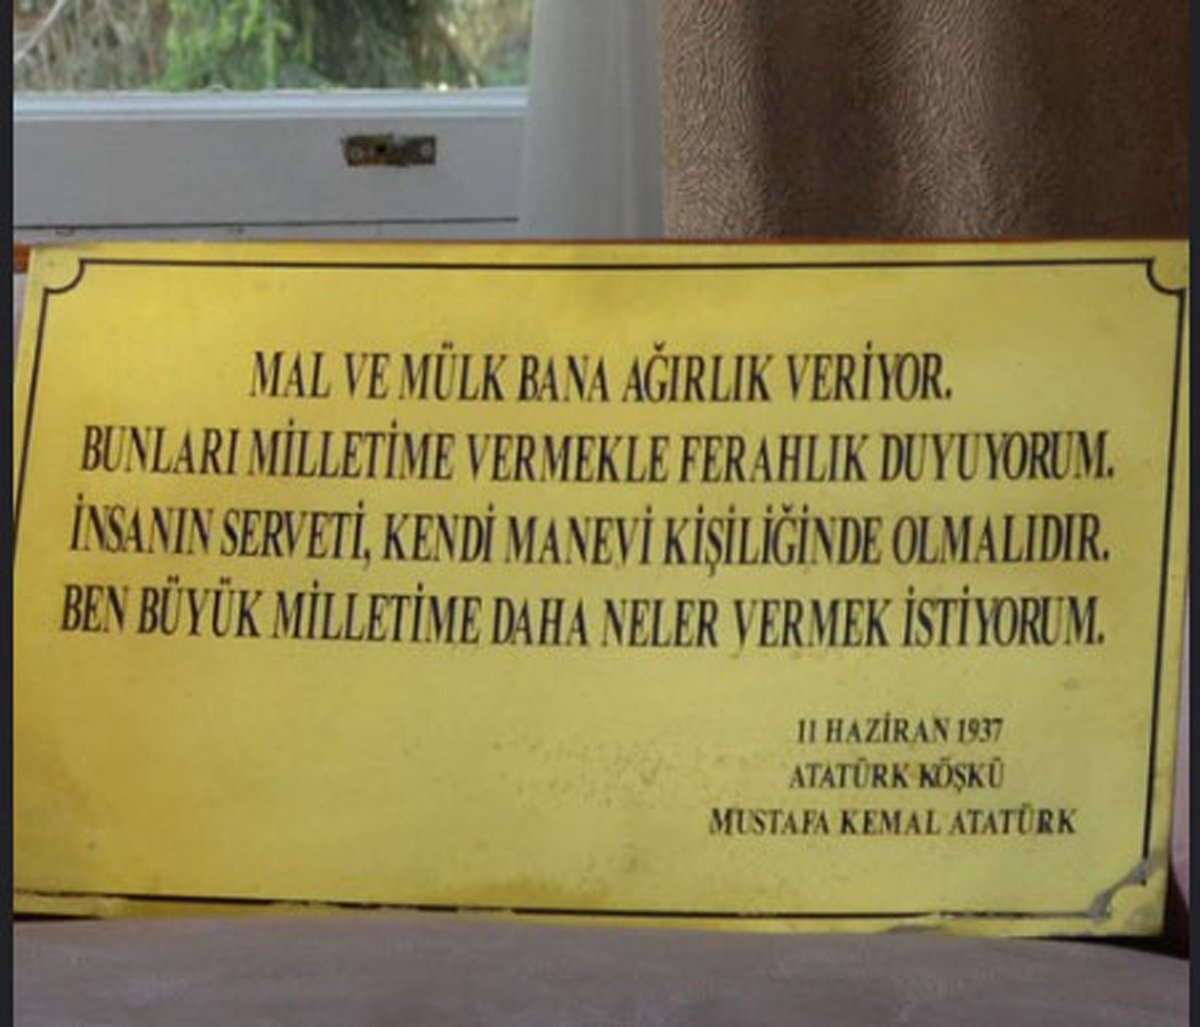 MAL VE MÜLK BANA AĞIRLIK VERİYOR.
BUNLARI MİLLETİME VERMEKLE FERAHLIK DUYUYORUM.
İNSANIN SERVETİ, KENDİ MANEVİ KİŞİLİĞİNDE OLMALIDIR.
BEN BÜYÜK MİLLETİME DAHA NELER VERMEK İSTİYORUM.
11 HAZİRAN 1937
ATATÜRK KÖŞKÜ
MUSTAFA KEMAL ATATÜRK